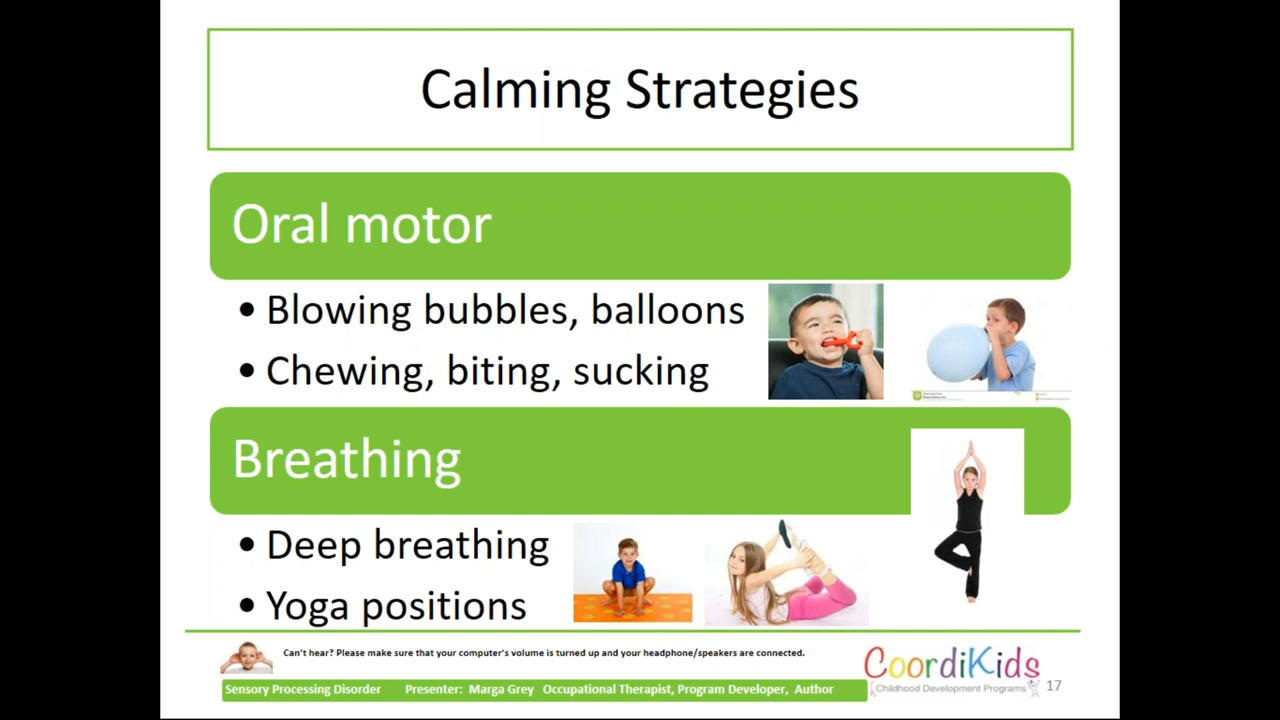 Calming Strategies
Oral motor
• Blowing bubbles, balloons
• Chewing, biting, sucking
Breathing
• Deep breathing
• Yoga positions
Can't hear? Please make sure that your computer's volume is turned up and your headphone/speakers are connected.
Sensory Processing Disorder Presenter: Marga Grey Occupational Therapist, Program Developer, Author
CoordiKids
Childhood Development Programs
17